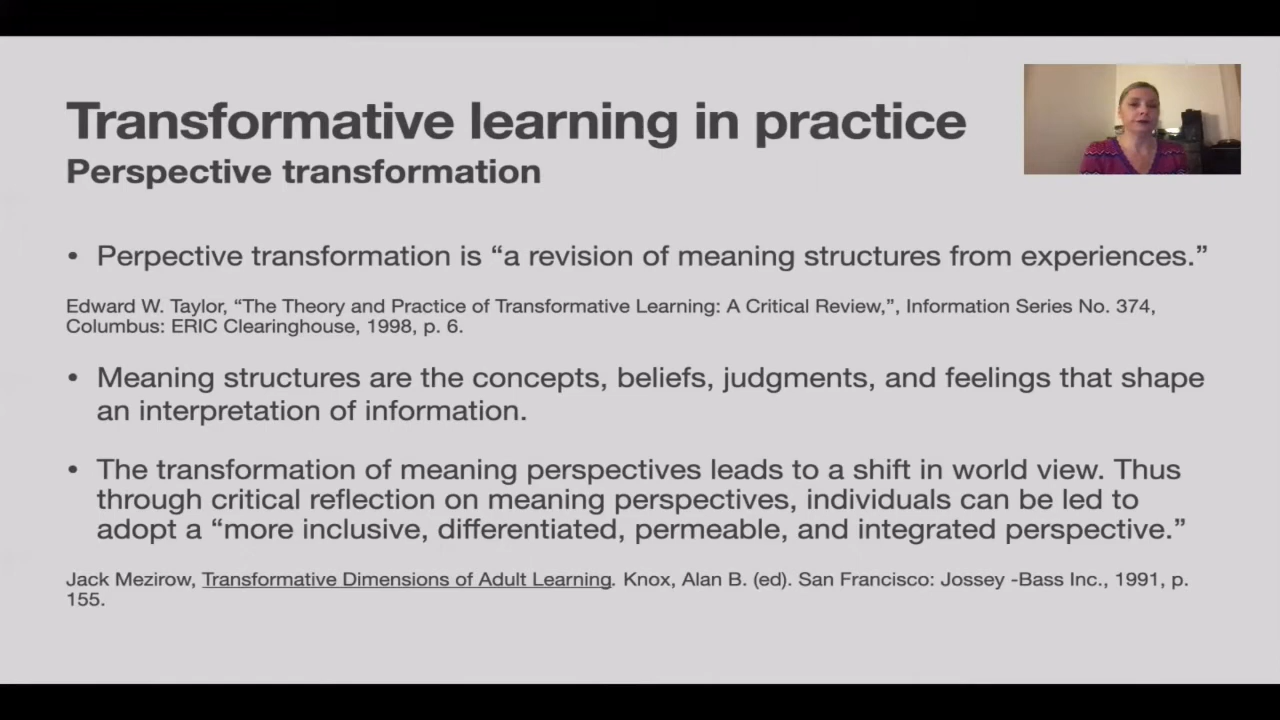 Transformative learning in practice
Perspective transformation
• Perpective transformation is “a revision of meaning structures from experiences.”
Edward W. Taylor, “The Theory and Practice of Transformative Learning: A Critical Review,”, Information Series No. 374,
Columbus: ERIC Clearinghouse, 1998, p. 6.
• Meaning structures are the concepts, beliefs, judgments, and feelings that shape
an interpretation of information.
• The transformation of meaning perspectives leads to a shift in world view. Thus
through critical reflection on meaning perspectives, individuals can be led to
adopt a “more inclusive, differentiated, permeable, and integrated perspective.”
Jack Mezirow, Transformative Dimensions of Adult Learning. Knox, Alan B. (ed). San Francisco: Jossey -Bass Inc., 1991, p.
155.